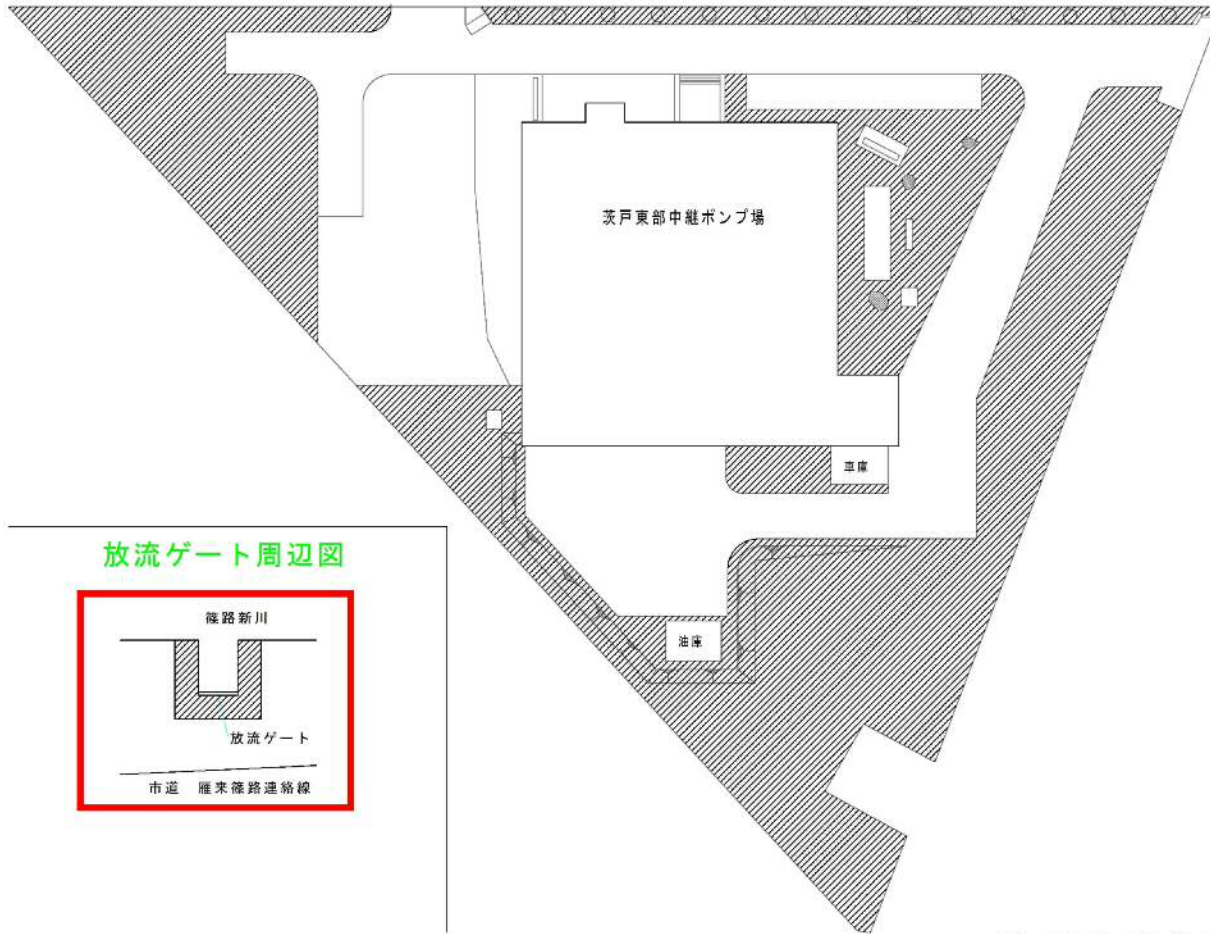 茨戸東部中継ポンプ場
車庫
放流ゲート周辺図
篠路新川
油庫
放流ゲート
市道 雁来篠路連絡線